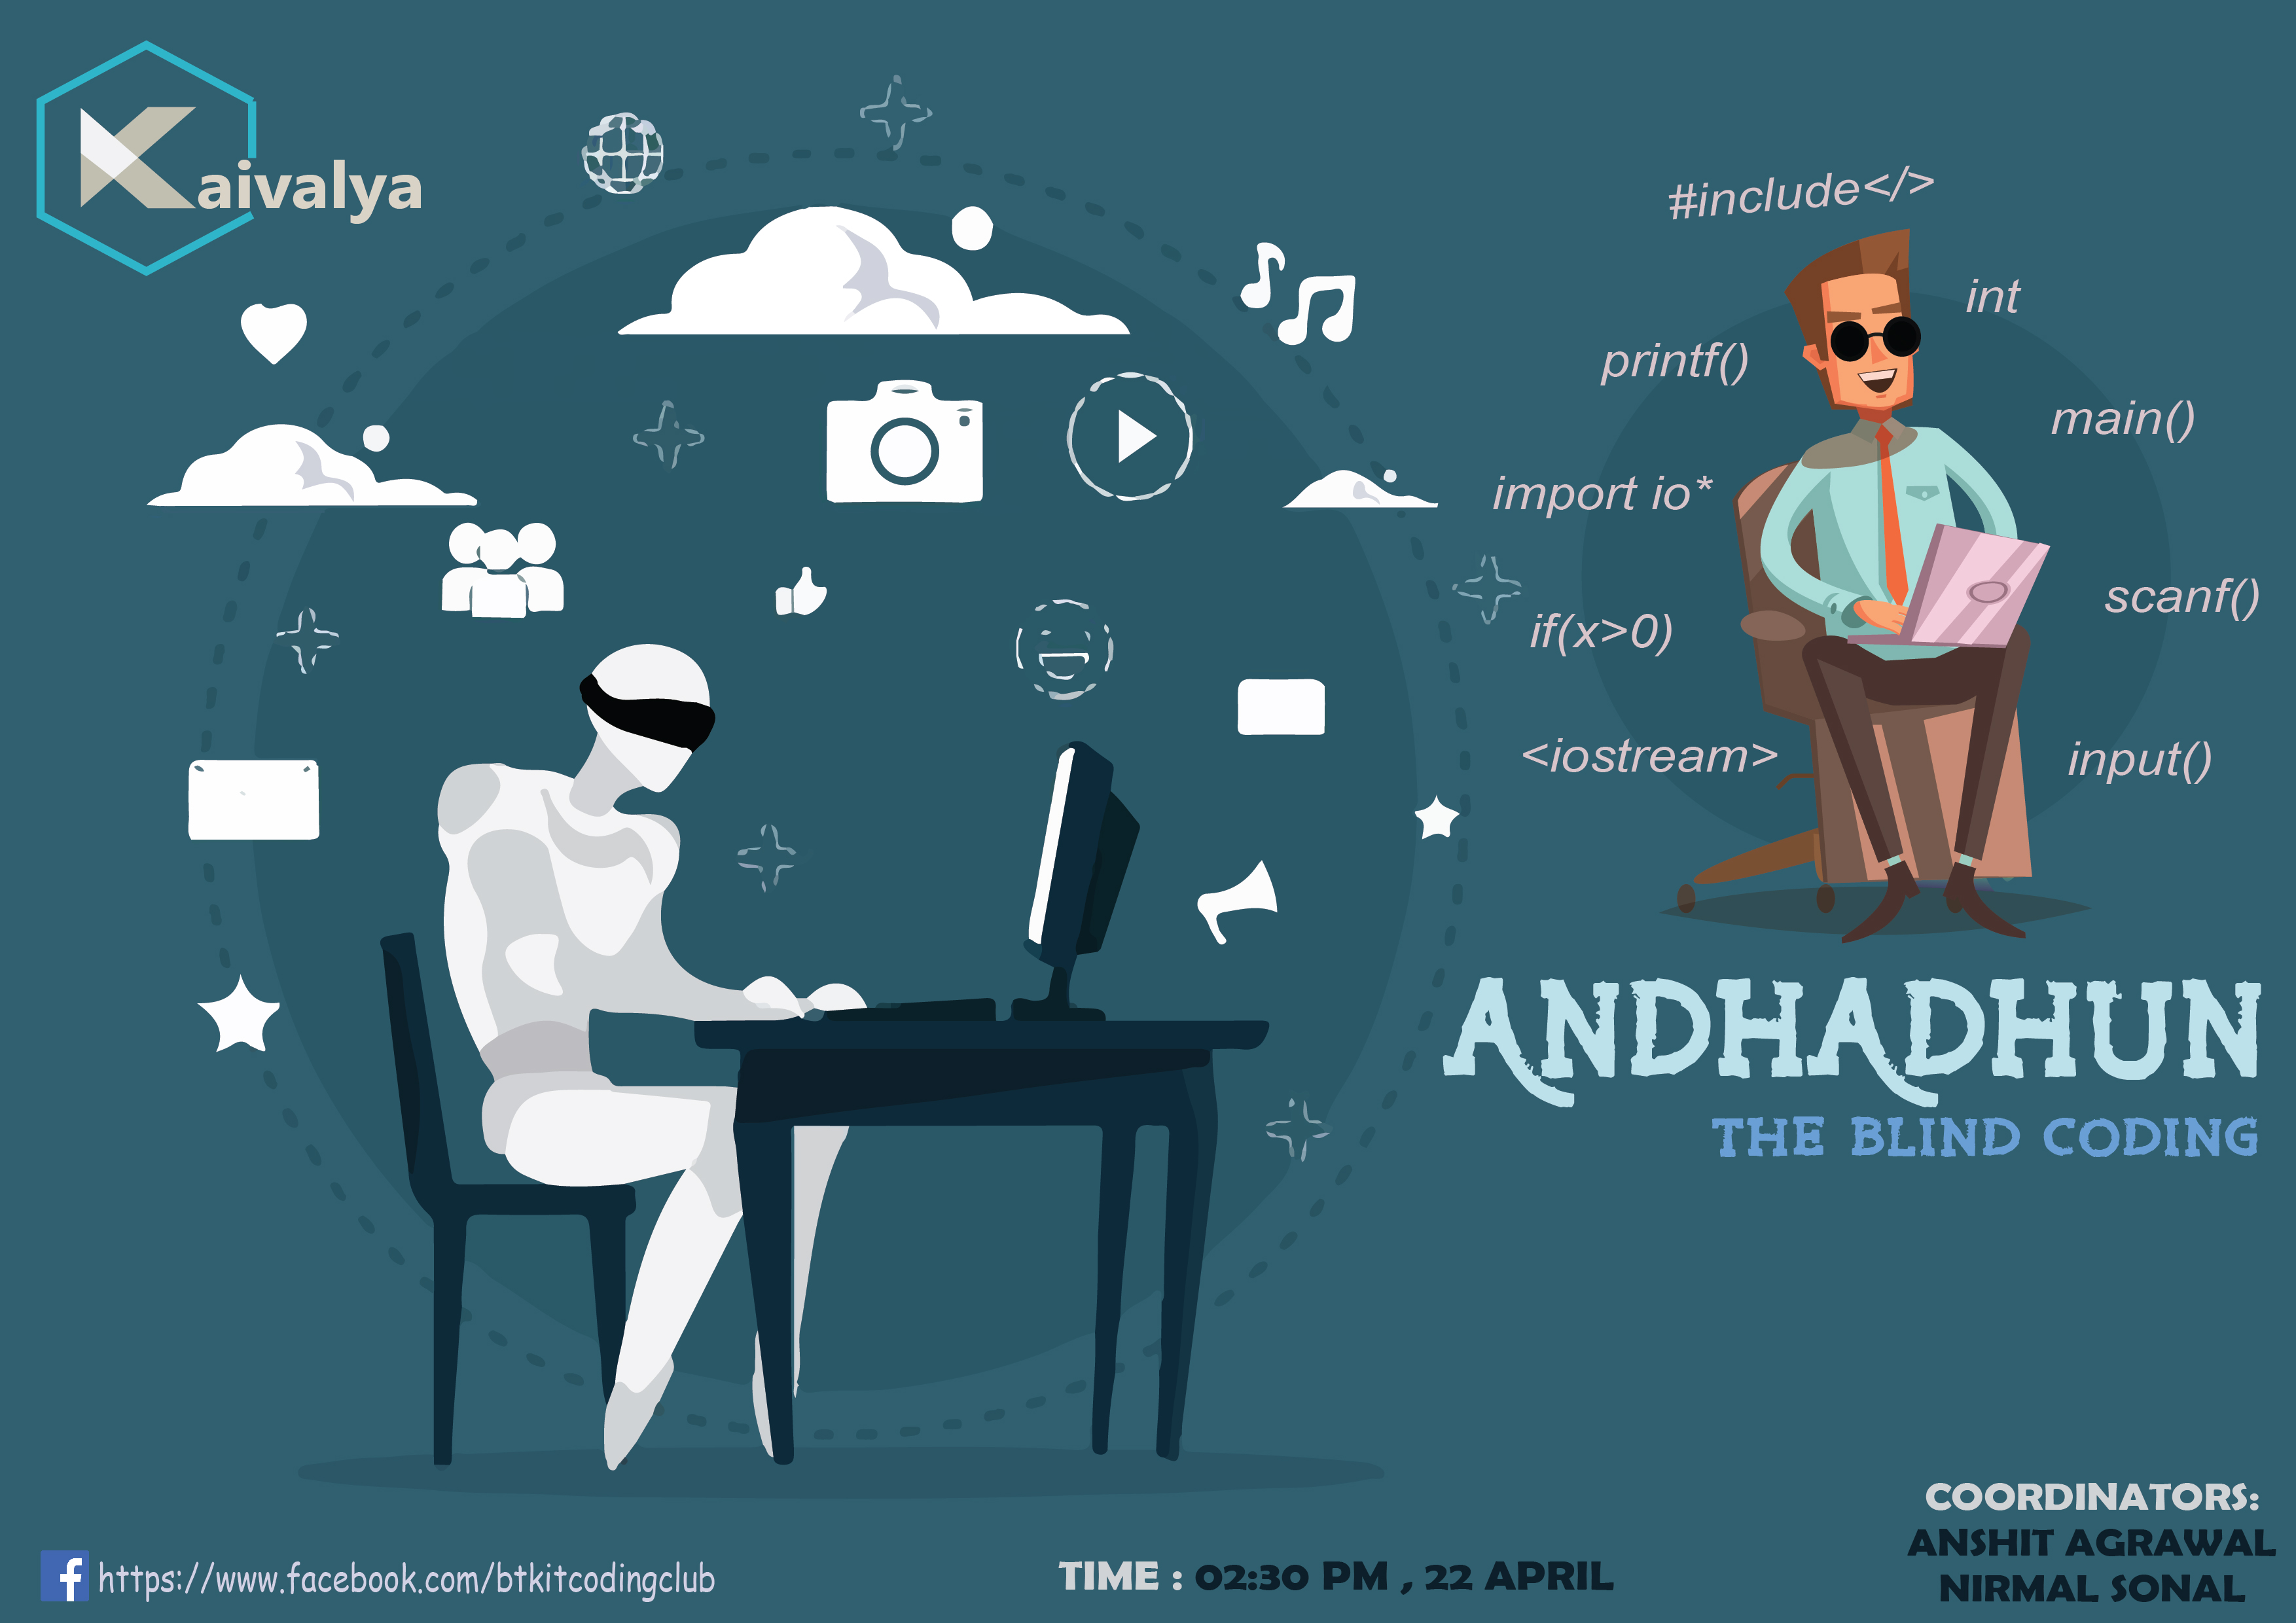 Kaivalya
#include</>
int
printf()
main()
import io*
scanf()
if(x>0)
<iostream>
input()
ANDHADHUN
THE BLIND CODING
COORDINATORS:
ANSHIT AGRAWAL
NIRMAL SONAL
TIME : 02:30 PM , 22 APRIL
f https://www.facebook.com/btkitcodingclub